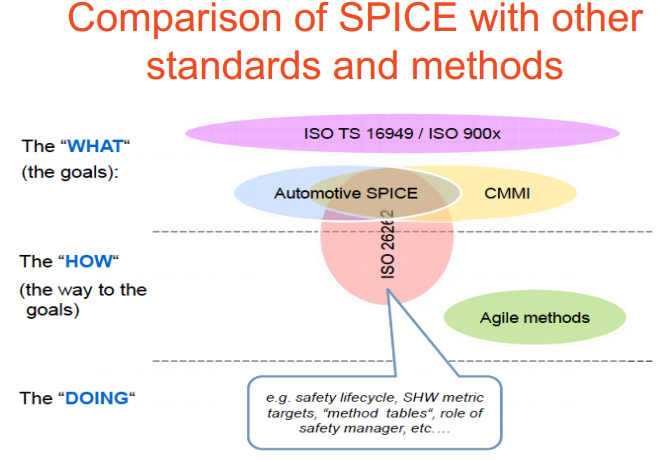 Comparison of SPICE with other
standards and methods
The “WHAT“
(the goals):
ISO TS 16949 / ISO 900x
Automotive SPICE
CMMI
ISO 26262
The “HOW“
(the way to the
goals)
Agile methods
The “DOING“
e.g. safety lifecycle, SHW metric
targets, “method tables“, role of
safety manager, etc.…